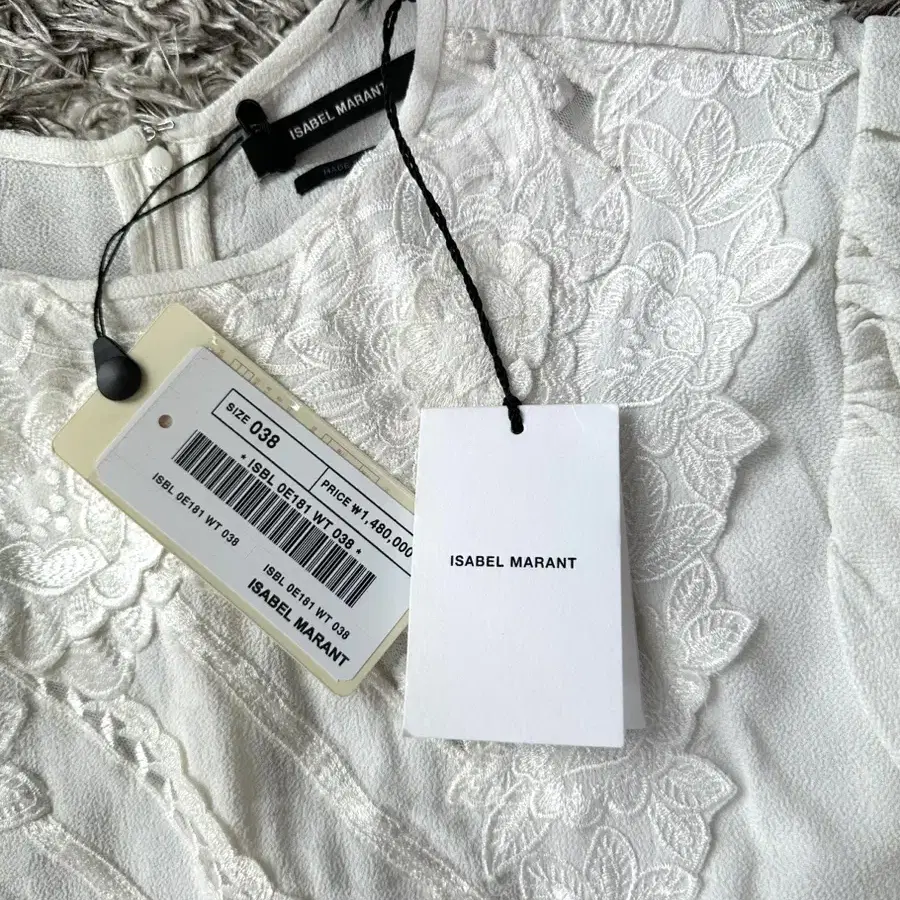 ISABEL MARANT
MADE
SIZE 038
PRICE ₩1,480,000
* ISBL 0E181 WT 038 *
ISBL 0E181 WT 038
ISBL 0E181 WT 038
ISABEL MARANT
ISABEL MARANT